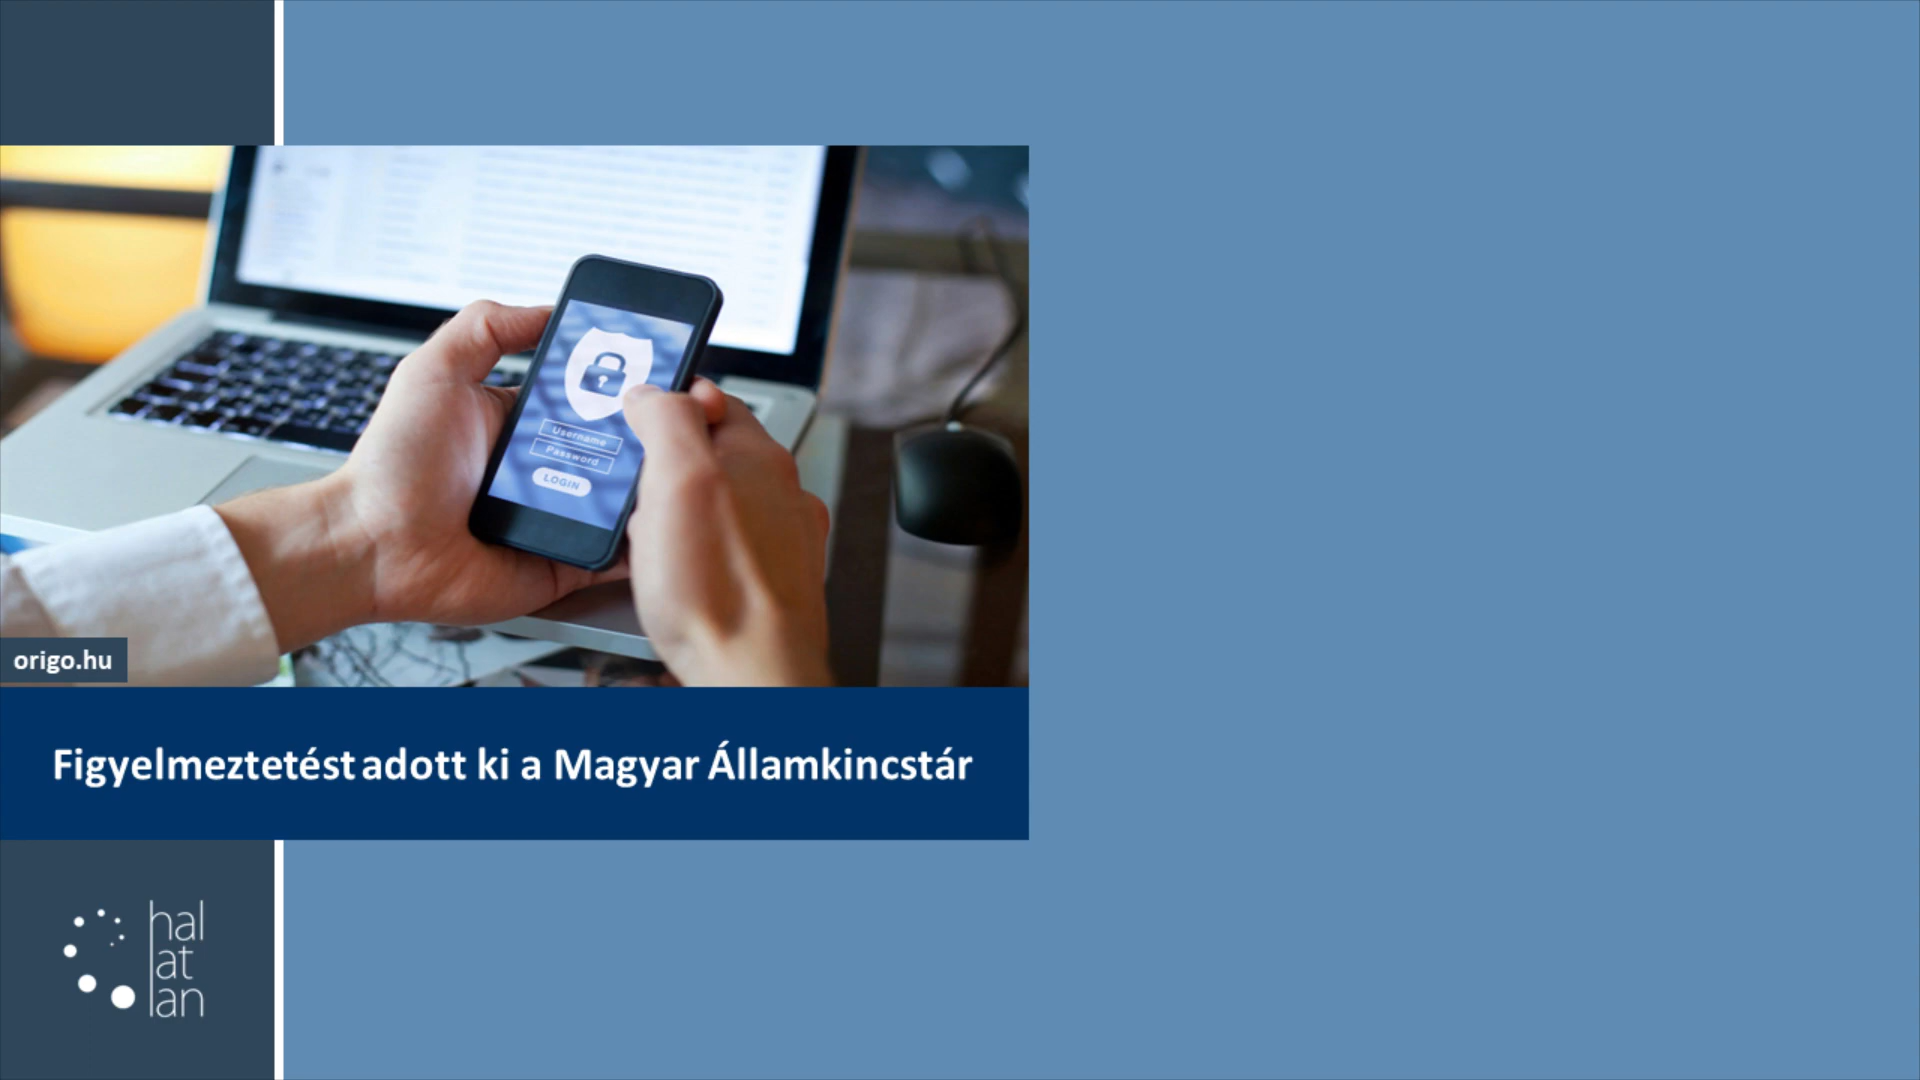 Username
Password
LOGIN
origo.hu
Figyelmeztetést adott ki a Magyar Államkincstár
hal
at
lan